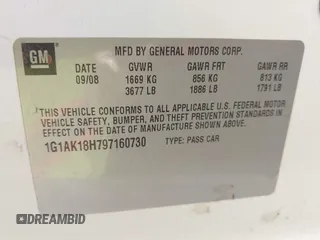 GM
MFD BY GENERAL MOTORS CORP.
DATE GVWR GAWR FRT GAWR RR
09/08 1669 KG 856 KG 813 KG
3677 LB 1886 LB 1791 LB
THIS VEHICLE CONFORMS TO ALL APPLICABLE U.S. FEDERAL MOTOR
VEHICLE SAFETY, BUMPER, AND THEFT PREVENTION STANDARDS IN
EFFECT ON THE DATE OF MANUFACTURE SHOWN ABOVE.
1G1AK18H797160730 TYPE: PASS CAR
DREAMBID